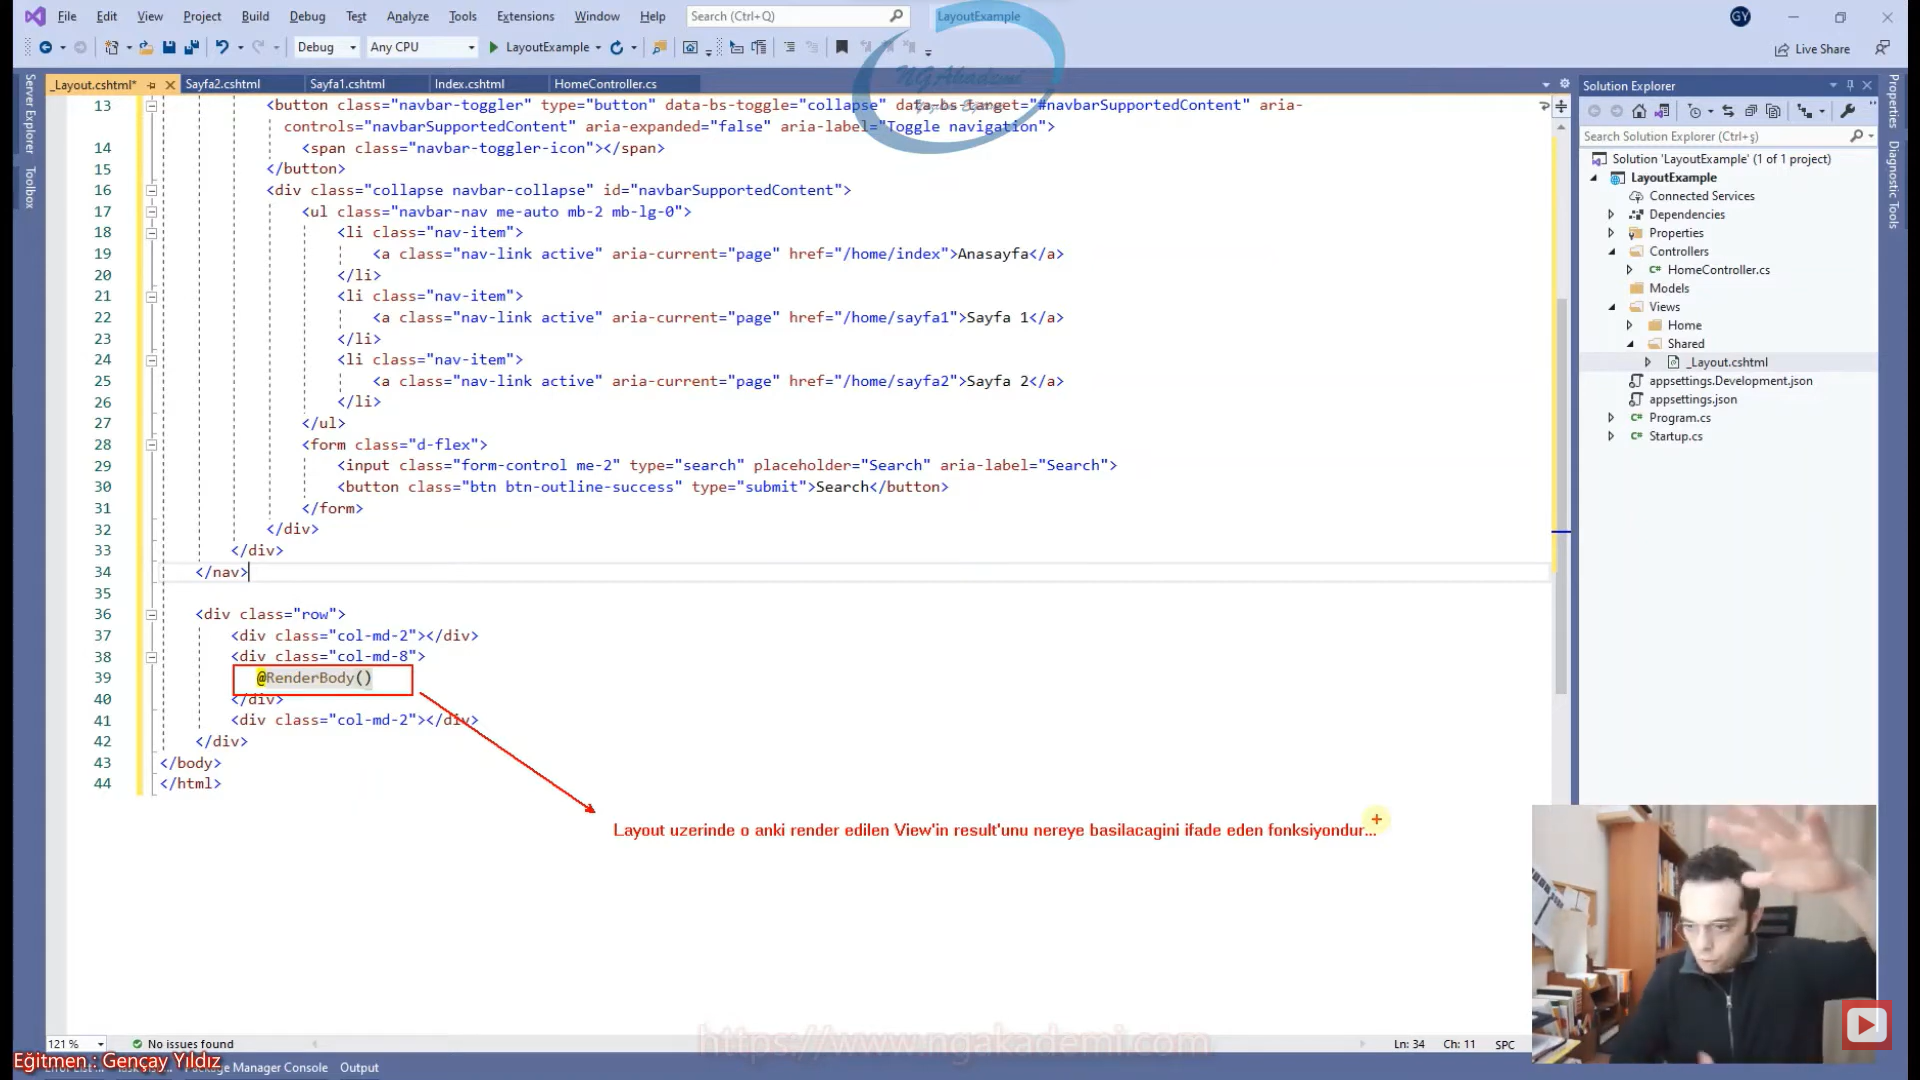 File Edit View Project Build Debug Test Analyze Tools Extensions Window Help Search (Ctrl+Q) LayoutExample GY
Debug Any CPU LayoutExample Live Share
_Layout.cshtml* Sayfa2.cshtml Sayfa1.cshtml Index.cshtml HomeController.cs
NGAkademi
Server Explorer
Toolbox
13 <button class="navbar-toggler" type="button" data-bs-toggle="collapse" data-bs-target="#navbarSupportedContent" aria-
controls="navbarSupportedContent" aria-expanded="false" aria-label="Toggle navigation">
14 <span class="navbar-toggler-icon"></span>
15 </button>
16 <div class="collapse navbar-collapse" id="navbarSupportedContent">
17 <ul class="navbar-nav me-auto mb-2 mb-lg-0">
18 <li class="nav-item">
19 <a class="nav-link active" aria-current="page" href="/home/index">Anasayfa</a>
20 </li>
21 <li class="nav-item">
22 <a class="nav-link active" aria-current="page" href="/home/sayfa1">Sayfa 1</a>
23 </li>
24 <li class="nav-item">
25 <a class="nav-link active" aria-current="page" href="/home/sayfa2">Sayfa 2</a>
26 </li>
27 </ul>
28 <form class="d-flex">
29 <input class="form-control me-2" type="search" placeholder="Search" aria-label="Search">
30 <button class="btn btn-outline-success" type="submit">Search</button>
31 </form>
32 </div>
33 </div>
34 </nav>
35
36 <div class="row">
37 <div class="col-md-2"></div>
38 <div class="col-md-8">
39 @RenderBody()
40 </div>
41 <div class="col-md-2"></div>
42 </div>
43 </body>
44 </html>
Layout uzerinde o anki render edilen View'in result'unu nereye basilacagini ifade eden fonksiyondur...
Solution Explorer
Search Solution Explorer (Ctrl+ş)
Solution 'LayoutExample' (1 of 1 project)
LayoutExample
Connected Services
Dependencies
Properties
Controllers
HomeController.cs
Models
Views
Home
Shared
_Layout.cshtml
appsettings.Development.json
appsettings.json
Program.cs
Startup.cs
Properties
Diagnostic Tools
121 % No issues found Ln: 34 Ch: 11 SPC
https://www.ngakademi.com
Eğitmen : Gençay Yıldız
Package Manager Console Output